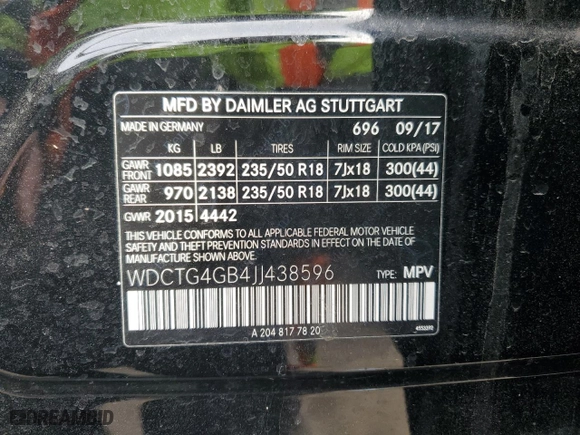 MFD BY DAIMLER AG STUTTGART
MADE IN GERMANY 696 09/17
KG LB TIRES RIM SIZE COLD KPA(PSI)
GAWR FRONT 1085 2392 235/50 R18 7Jx18 300(44)
GAWR REAR 970 2138 235/50 R18 7Jx18 300(44)
GVWR 2015 4442
THIS VEHICLE CONFORMS TO ALL APPLICABLE FEDERAL MOTOR VEHICLE
SAFETY AND THEFT PREVENTION STANDARDS IN EFFECT ON THE DATE OF
MANUFACTURE SHOWN ABOVE.
WDCTG4GB4JJ438596 TYPE: MPV
A 204 817 78 20
DREAMBID